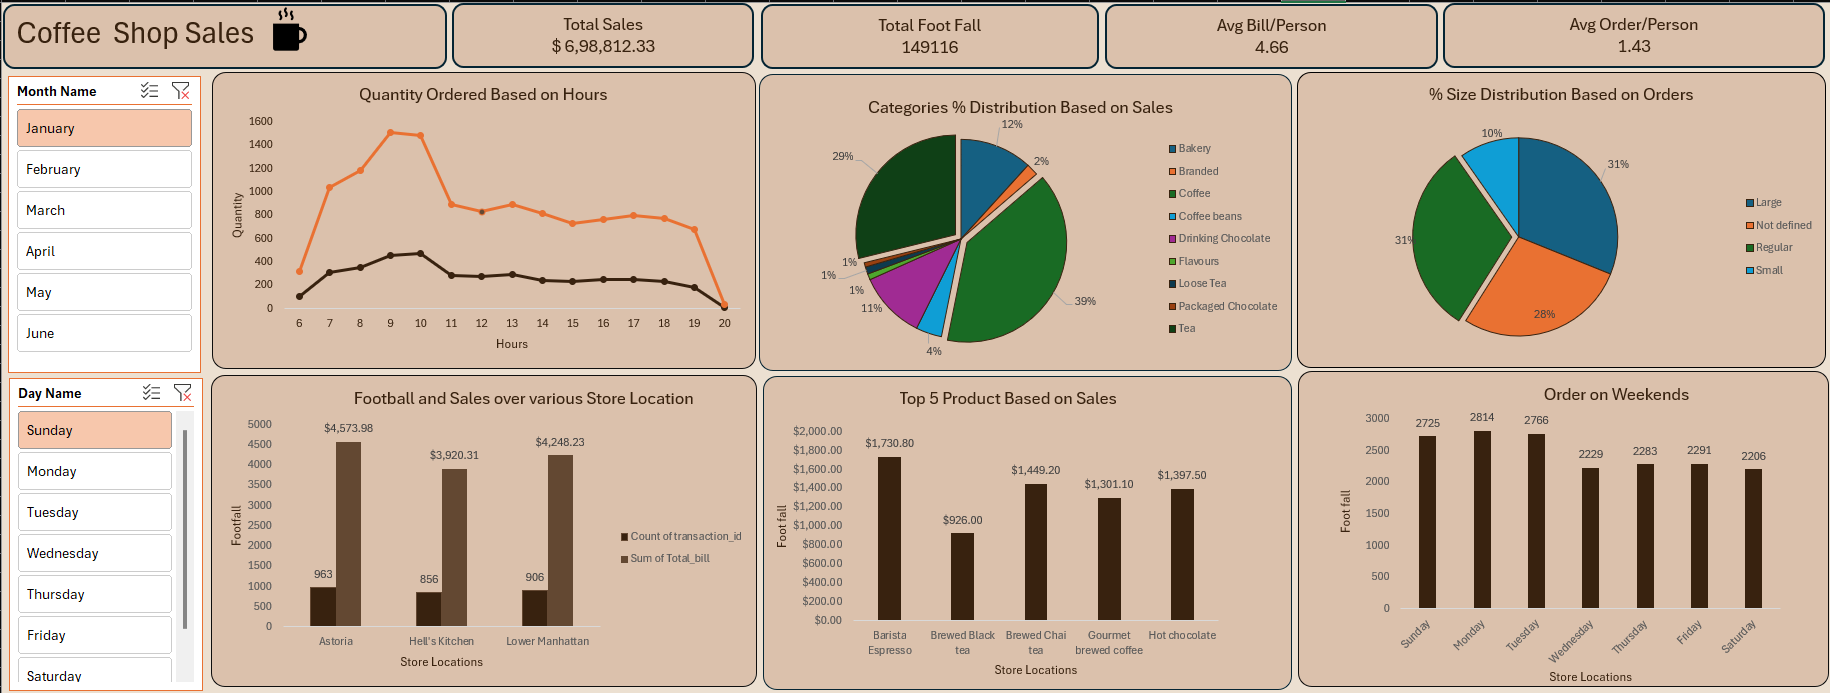 Coffee  Shop Sales
Total Sales
$ 6,98,812.33
Total Foot Fall
149116
Avg Bill/Person
4.66
Avg Order/Person
1.43
Month Name
January
February
March
April
May
June
Day Name
Sunday
Monday
Tuesday
Wednesday
Thursday
Friday
Saturday
Quantity Ordered Based on Hours
Quantity
1600
1400
1200
1000
800
600
400
200
0
6 7 8 9 10 11 12 13 14 15 16 17 18 19 20
Hours
Categories % Distribution Based on Sales
12%
2%
39%
4%
11%
1%
1%
1%
29%
Bakery
Branded
Coffee
Coffee beans
Drinking Chocolate
Flavours
Loose Tea
Packaged Chocolate
Tea
% Size Distribution Based on Orders
10%
31%
31%
28%
Large
Not defined
Regular
Small
Football and Sales over various Store Location
Footfall
5000
4500
4000
3500
3000
2500
2000
1500
1000
500
0
$4,573.98
$3,920.31
$4,248.23
963
856
906
Astoria
Hell's Kitchen
Lower Manhattan
Store Locations
Count of transaction_id
Sum of Total_bill
Top 5 Product Based on Sales
Foot fall
$2,000.00
$1,800.00
$1,600.00
$1,400.00
$1,200.00
$1,000.00
$800.00
$600.00
$400.00
$200.00
$0.00
$1,730.80
$926.00
$1,449.20
$1,301.10
$1,397.50
Barista
Espresso
Brewed Black
tea
Brewed Chai
tea
Gourmet
brewed coffee
Hot chocolate
Store Locations
Order on Weekends
Foot fall
3000
2500
2000
1500
1000
500
0
2725
2814
2766
2229
2283
2291
2206
Sunday
Monday
Tuesday
Wednesday
Thursday
Friday
Saturday
Store Locations